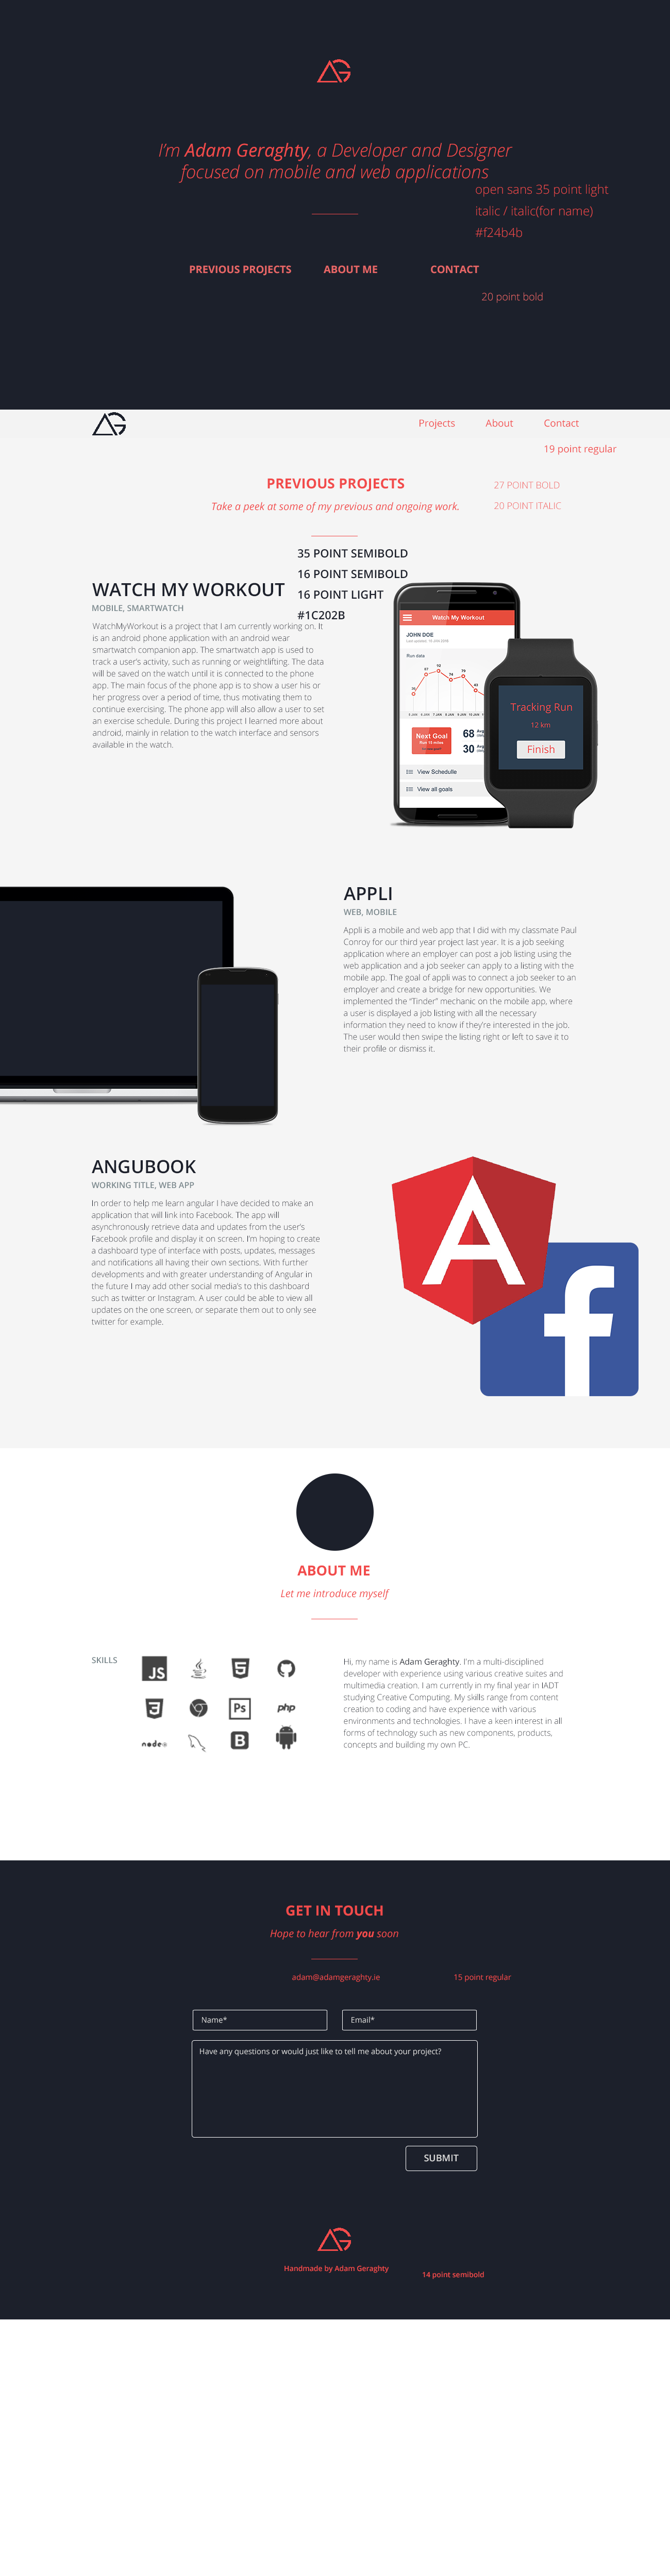 I'm Adam Geraghty, a Developer and Designer
focused on mobile and web applications
open sans 35 point light
italic / italic(for name)
#f24b4b
PREVIOUS PROJECTS ABOUT ME CONTACT
20 point bold
Projects About Contact
19 point regular
PREVIOUS PROJECTS
27 POINT BOLD
Take a peek at some of my previous and ongoing work.
20 POINT ITALIC
35 POINT SEMIBOLD
16 POINT SEMIBOLD
16 POINT LIGHT
#1C202B
WATCH MY WORKOUT
MOBILE, SMARTWATCH
WatchMyWorkout is a project that I am currently working on. It
is an android phone application with an android wear
smartwatch companion app. The smartwatch app is used to
track a user's activity, such as running or weightlifting. The data
will be saved on the watch until it is connected to the phone
app. The main focus of the phone app is to show a user his or
her progress over a period of time, thus motivating them to
continue exercising. The phone app will also allow a user to set
an exercise schedule. During this project I learned more about
android, mainly in relation to the watch interface and sensors
available in the watch.
Watch My Workout
JOHN DOE
Run data
Next Goal
68
30
View Schedulle
View all goals
Tracking Run
12 km
Finish
APPLI
WEB, MOBILE
Appli is a mobile and web app that I did with my classmate Paul
Conroy for our third year project last year. It is a job seeking
application where an employer can post a job listing using the
web application and a job seeker can apply to a listing with the
mobile app. The goal of appli was to connect a job seeker to an
employer and create a bridge for new opportunities. We
implemented the "Tinder" mechanic on the mobile app, where
a user is displayed a job listing with all the necessary
information they need to know if they're interested in the job.
The user would then swipe the listing right or left to save it to
their profile or dismiss it.
ANGUBOOK
WORKING TITLE, WEB APP
In order to help me learn angular I have decided to make an
application that will link into Facebook. The app will
asynchronously retrieve data and updates from the user's
Facebook profile and display it on screen. I'm hoping to create
a dashboard type of interface with posts, updates, messages
and notifications all having their own sections. With further
developments and with greater understanding of Angular in
the future I may add other social media's to this dashboard
such as twitter or Instagram. A user could be able to view all
updates on the one screen, or separate them out to only see
twitter for example.
A
f
ABOUT ME
Let me introduce myself
SKILLS
JS
Ps
php
node
B
Hi, my name is Adam Geraghty. I'm a multi-disciplined
developer with experience using various creative suites and
multimedia creation. I am currently in my final year in IADT
studying Creative Computing. My skills range from content
creation to coding and have experience with various
environments and technologies. I have a keen interest in all
forms of technology such as new components, products,
concepts and building my own PC.
GET IN TOUCH
Hope to hear from you soon
adam@adamgeraghty.ie
15 point regular
Name* Email*
Have any questions or would just like to tell me about your project?
SUBMIT
Handmade by Adam Geraghty
14 point semibold